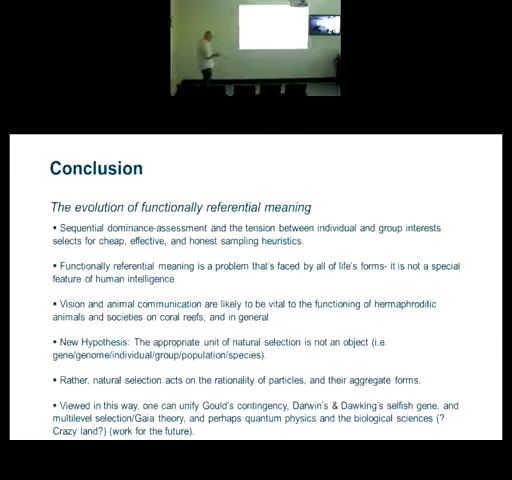 Conclusion
The evolution of functionally referential meaning
• Sequential dominance-assessment and the tension between individual and group interests
selects for cheap, effective, and honest sampling heuristics.
• Functionally referential meaning is a problem that's faced by all of life's forms- it is not a special
feature of human intelligence
• Vision and animal communication are likely to be vital to the functioning of hermaphroditic
animals and societies on coral reefs, and in general
• New Hypothesis: The appropriate unit of natural selection is not an object (i.e.
gene/genome/individual/group/population/species).
• Rather, natural selection acts on the rationality of particles, and their aggregate forms.
• Viewed in this way, one can unify Gould's contingency, Darwin's & Dawking's selfish gene, and
multilevel selection/Gaia theory, and perhaps quantum physics and the biological sciences (?
Crazy land?) (work for the future).